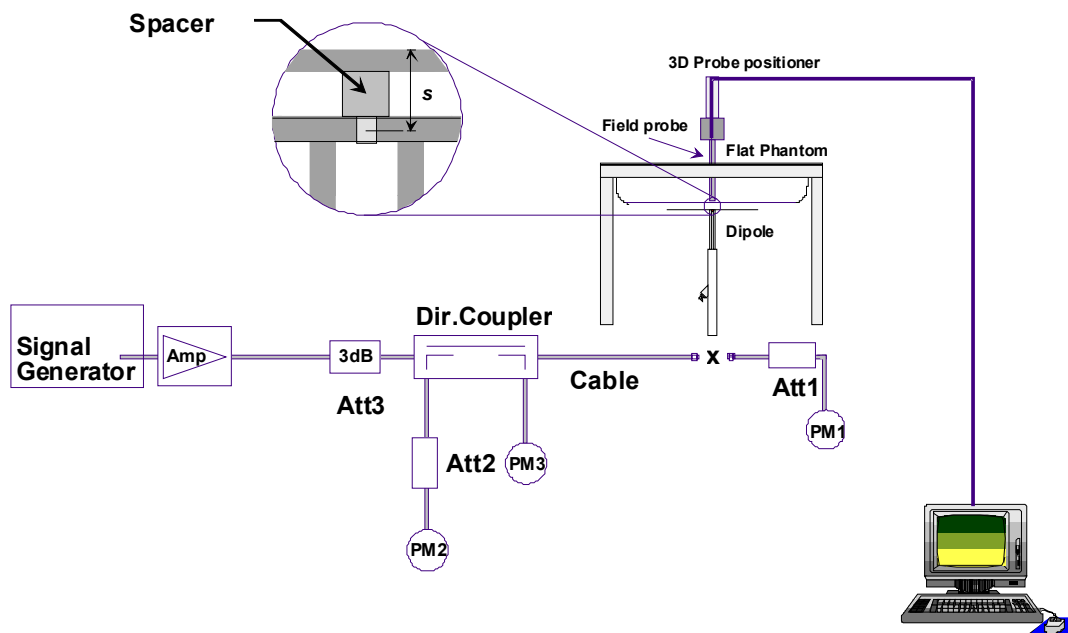 Spacer
s
3D Probe positioner
Field probe
Flat Phantom
Dipole
Signal
Generator
Amp
3dB
Att3
Dir.Coupler
Cable
x
Att1
PM1
Att2
PM3
PM2